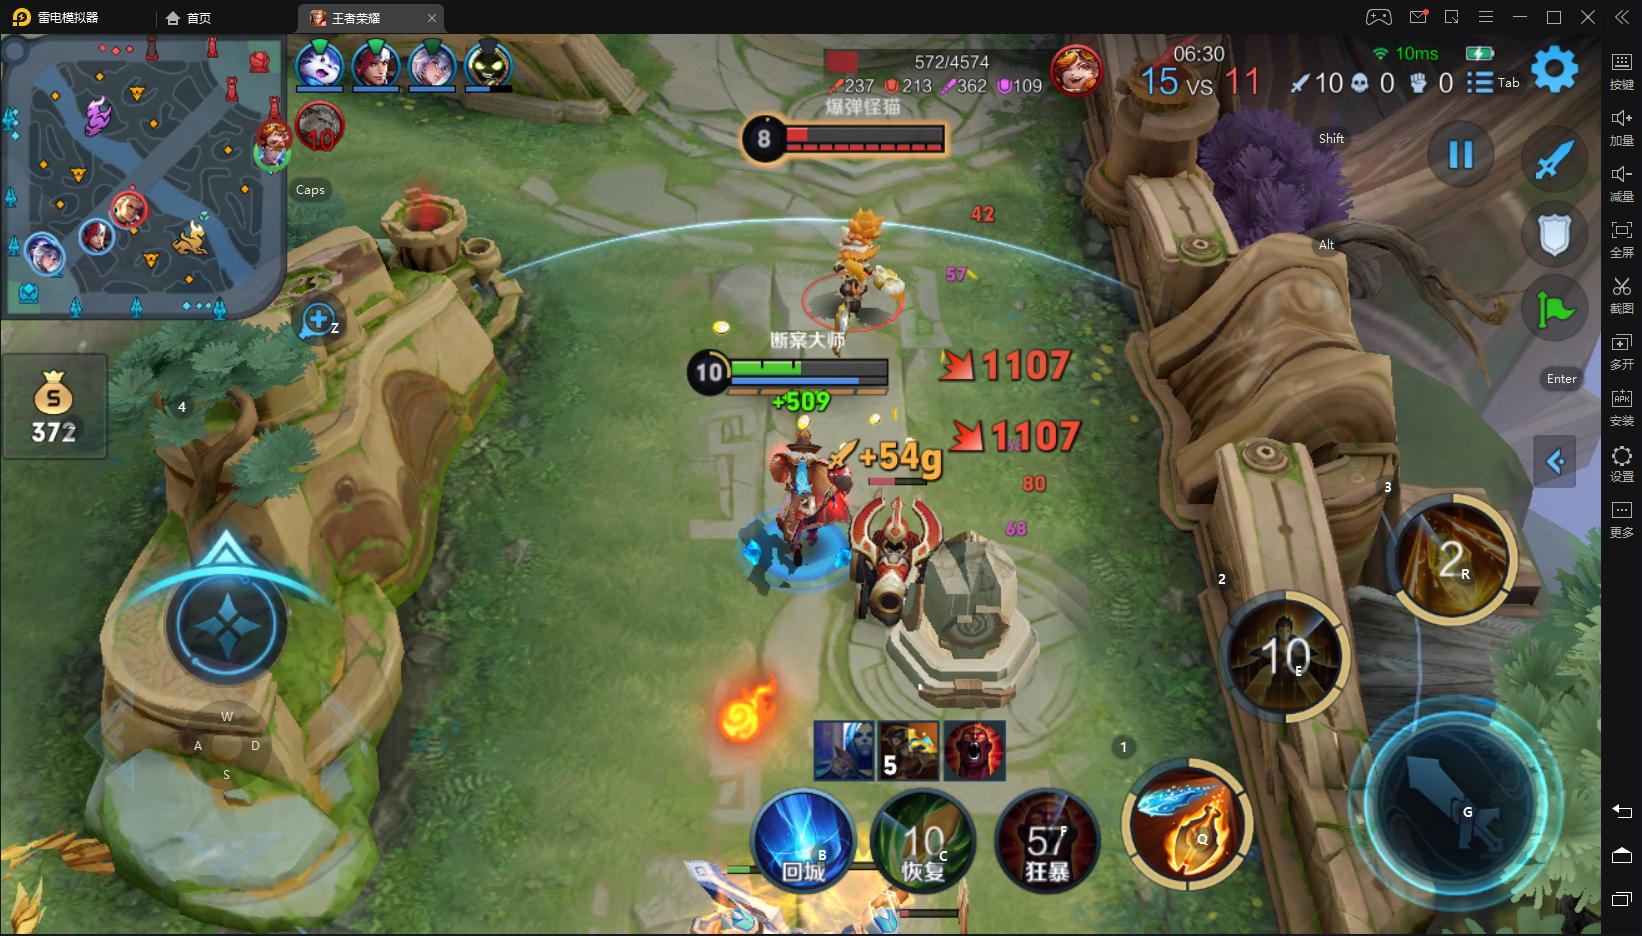 雷电模拟器
首页
王者荣耀
572/4574
237 213 362 109
爆弹怪猫
8
06:30
15 vs 11
10ms
10 0 0
Tab
10
Caps
Shift
Alt
Enter
Z
372
4
42
57
断案大师
10
+509
1107
1107
+54g
80
68
3
2
R
2
10
E
1
W
A D
S
5
B
回城
10
C
恢复
57
F
狂暴
Q
G
按键
加量
减量
全屏
截图
多开
APK
安装
设置
更多